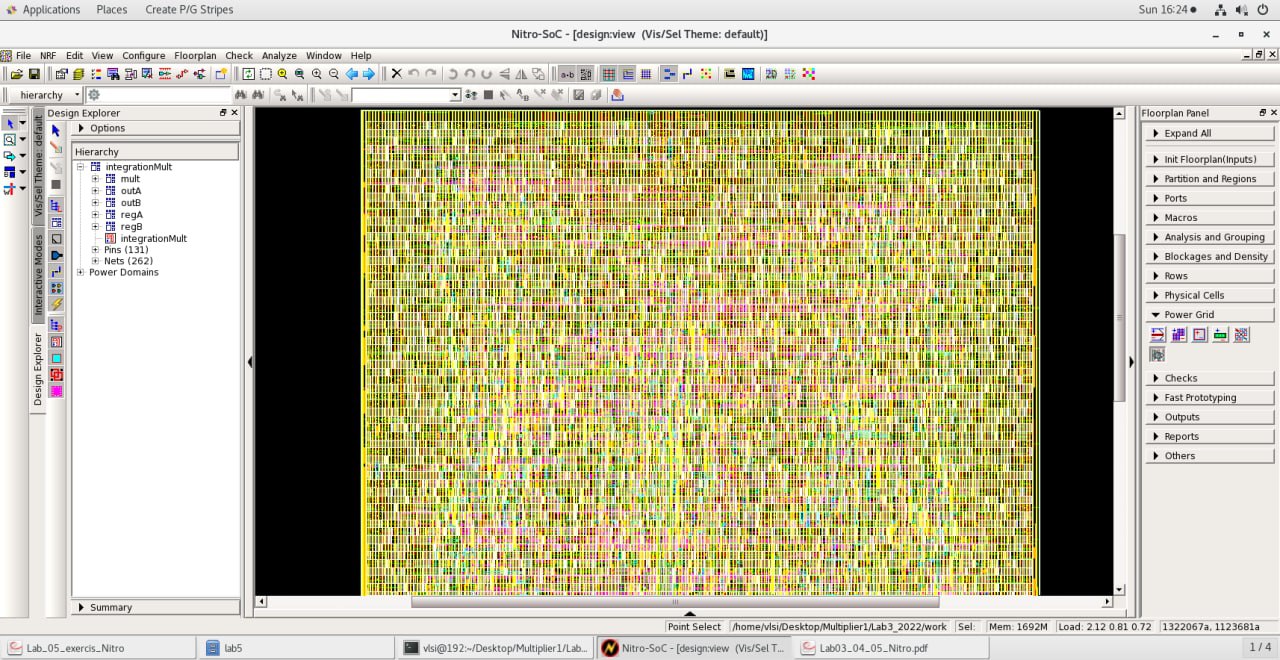 Applications Places Create P/G Stripes Sun 16:24
Nitro-SoC - [design:view (Vis/Sel Theme: default)]
File NRF Edit View Configure Floorplan Check Analyze Window Help
hierarchy
Design Explorer
Options
Hierarchy
integrationMult
mult
outA
outB
regA
regB
integrationMult
Pins (131)
Nets (262)
Power Domains
Summary
Vis/Sel Theme: default
Interactive Modes
Design Explorer
Floorplan Panel
Expand All
Init Floorplan(Inputs)
Partition and Regions
Ports
Macros
Analysis and Grouping
Blockages and Density
Rows
Physical Cells
Power Grid
Checks
Fast Prototyping
Outputs
Reports
Others
Point Select /home/vlsi/Desktop/Multiplier1/Lab3_2022/work Sel: Mem: 1692M Load: 2.12 0.81 0.72 1322067a, 1123681a
Lab_05_exercis_Nitro lab5 vlsi@192:~/Desktop/Multiplier1/Lab... Nitro-SoC - [design:view (Vis/Sel T... Lab03_04_05_Nitro.pdf 1 / 4